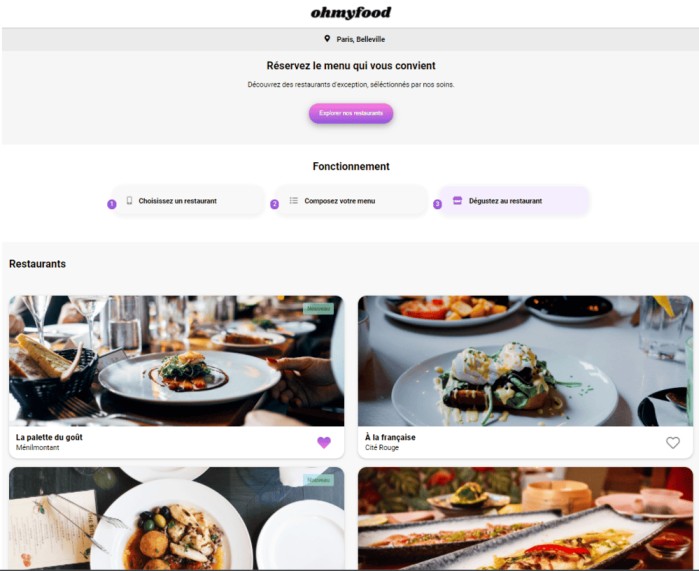 ohmyfood
Paris, Belleville
Réservez le menu qui vous convient
Découvrez des restaurants d'exception, sélèctionnés par nos soins.
Explorer nos restaurants
Fonctionnement
1 Choisissez un restaurant
2 Composez votre menu
3 Dégustez au restaurant
Restaurants
Nouveau
La palette du goût
Ménilmontant
À la française
Cité Rouge
Nouveau